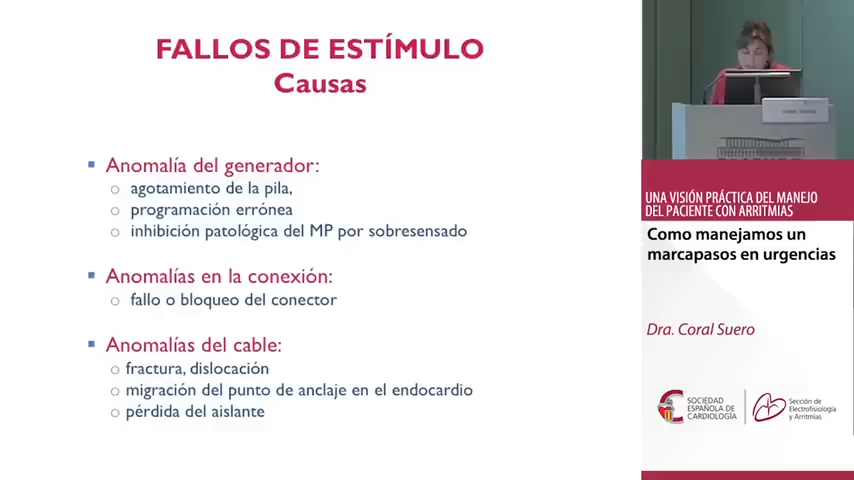 FALLOS DE ESTÍMULO
Causas
Anomalía del generador:
agotamiento de la pila,
programación errónea
inhibición patológica del MP por sobresensado
Anomalías en la conexión:
fallo o bloqueo del conector
Anomalías del cable:
fractura, dislocación
migración del punto de anclaje en el endocardio
pérdida del aislante
UNA VISIÓN PRÁCTICA DEL MANEJO
DEL PACIENTE CON ARRITMIAS
Como manejamos un
marcapasos en urgencias
Dra. Coral Suero
SOCIEDAD
ESPAÑOLA DE
CARDIOLOGÍA
Sección de
Electrofisiología
y Arritmias